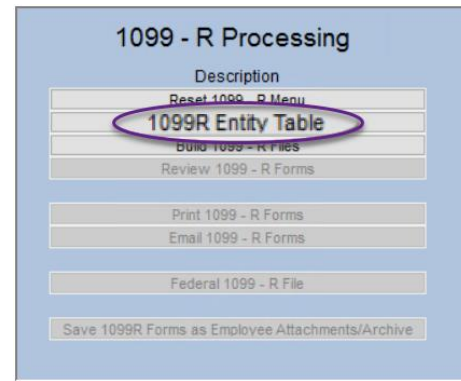 1099 - R Processing
Description
Reset 1099 - R Menu
1099R Entity Table
Build 1099 - R Files
Review 1099 - R Forms
Print 1099 - R Forms
Email 1099 - R Forms
Federal 1099 - R File
Save 1099R Forms as Employee Attachments/Archive